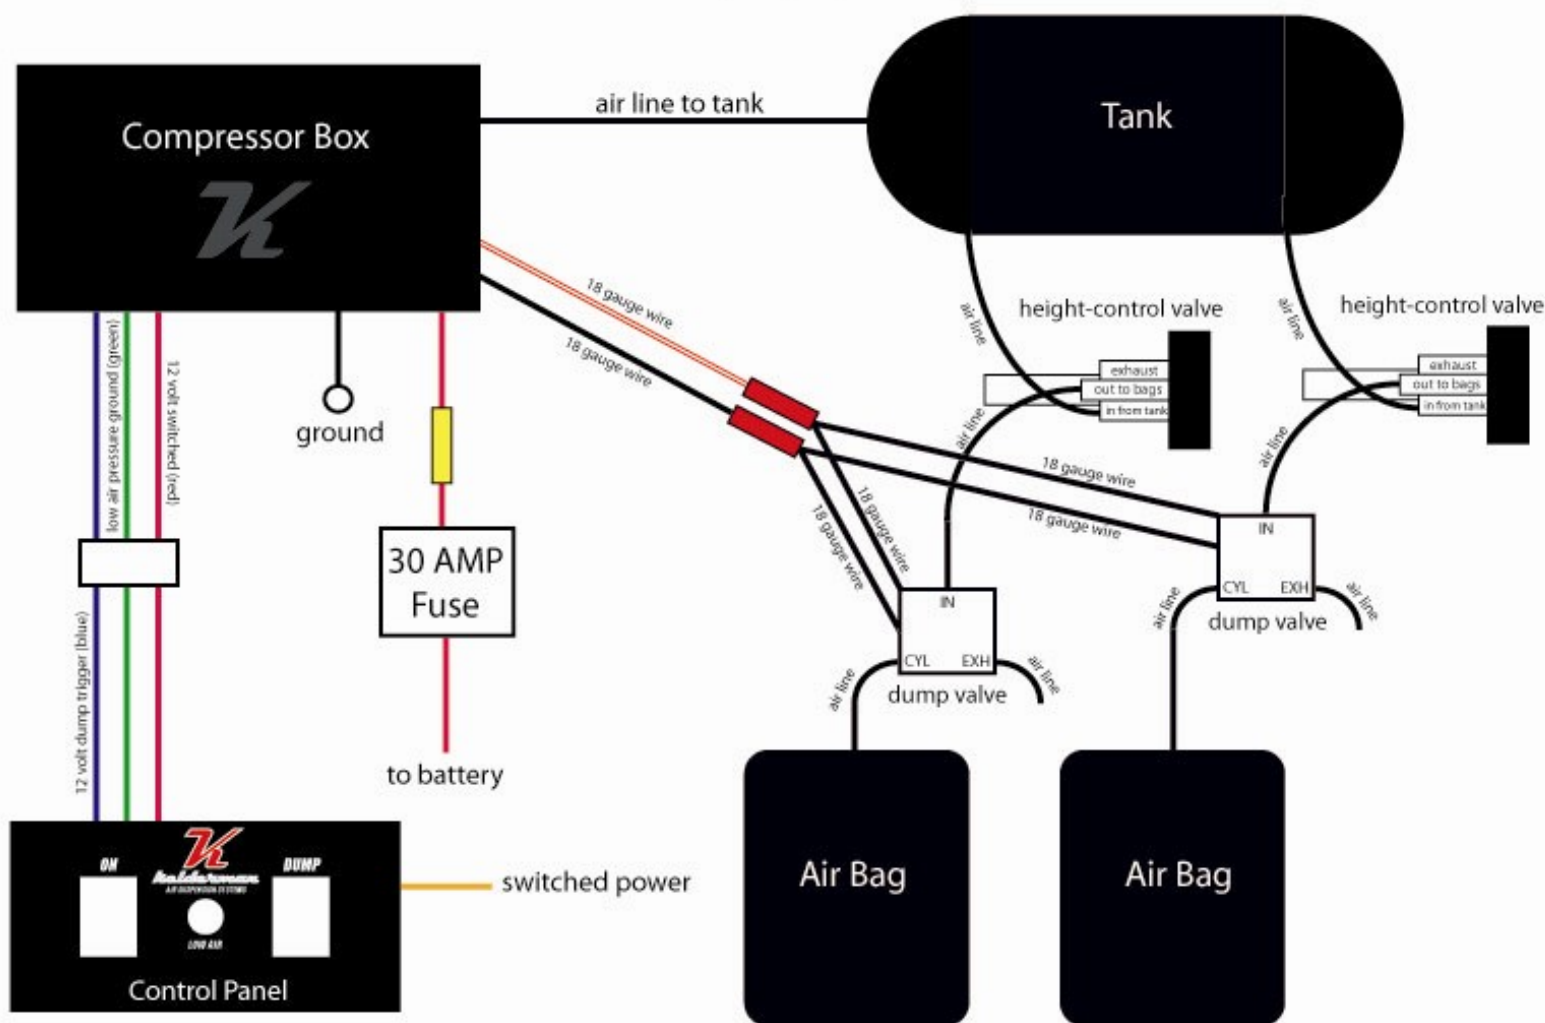 air line to tank
Tank
Compressor Box
K
18 gauge wire
18 gauge wire
air line
air line
height-control valve
height-control valve
exhaust
out to bags
in from tank
exhaust
out to bags
in from tank
air line
air line
low air pressure ground (green)
12 volt switched (red)
ground
30 AMP
Fuse
18 gauge wire
18 gauge wire
18 gauge wire
18 gauge wire
IN
CYL
EXH
air line
air line
dump valve
IN
CYL
EXH
air line
air line
dump valve
12 volt dump trigger (blue)
to battery
K
Kelderman
AIR SUSPENSION SYSTEMS
ON
DUMP
LOW AIR
Control Panel
switched power
Air Bag
Air Bag